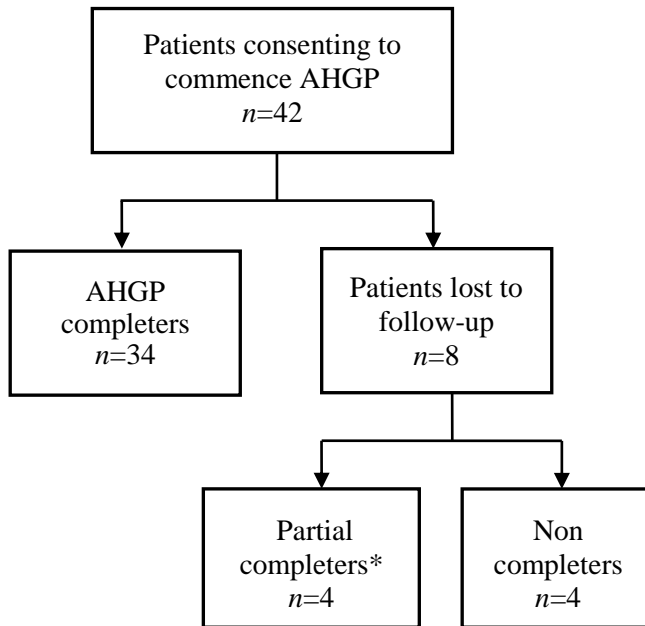 Patients consenting to
commence AHGP
n=42
AHGP
completers
n=34
Patients lost to
follow-up
n=8
Partial
completers*
n=4
Non
completers
n=4